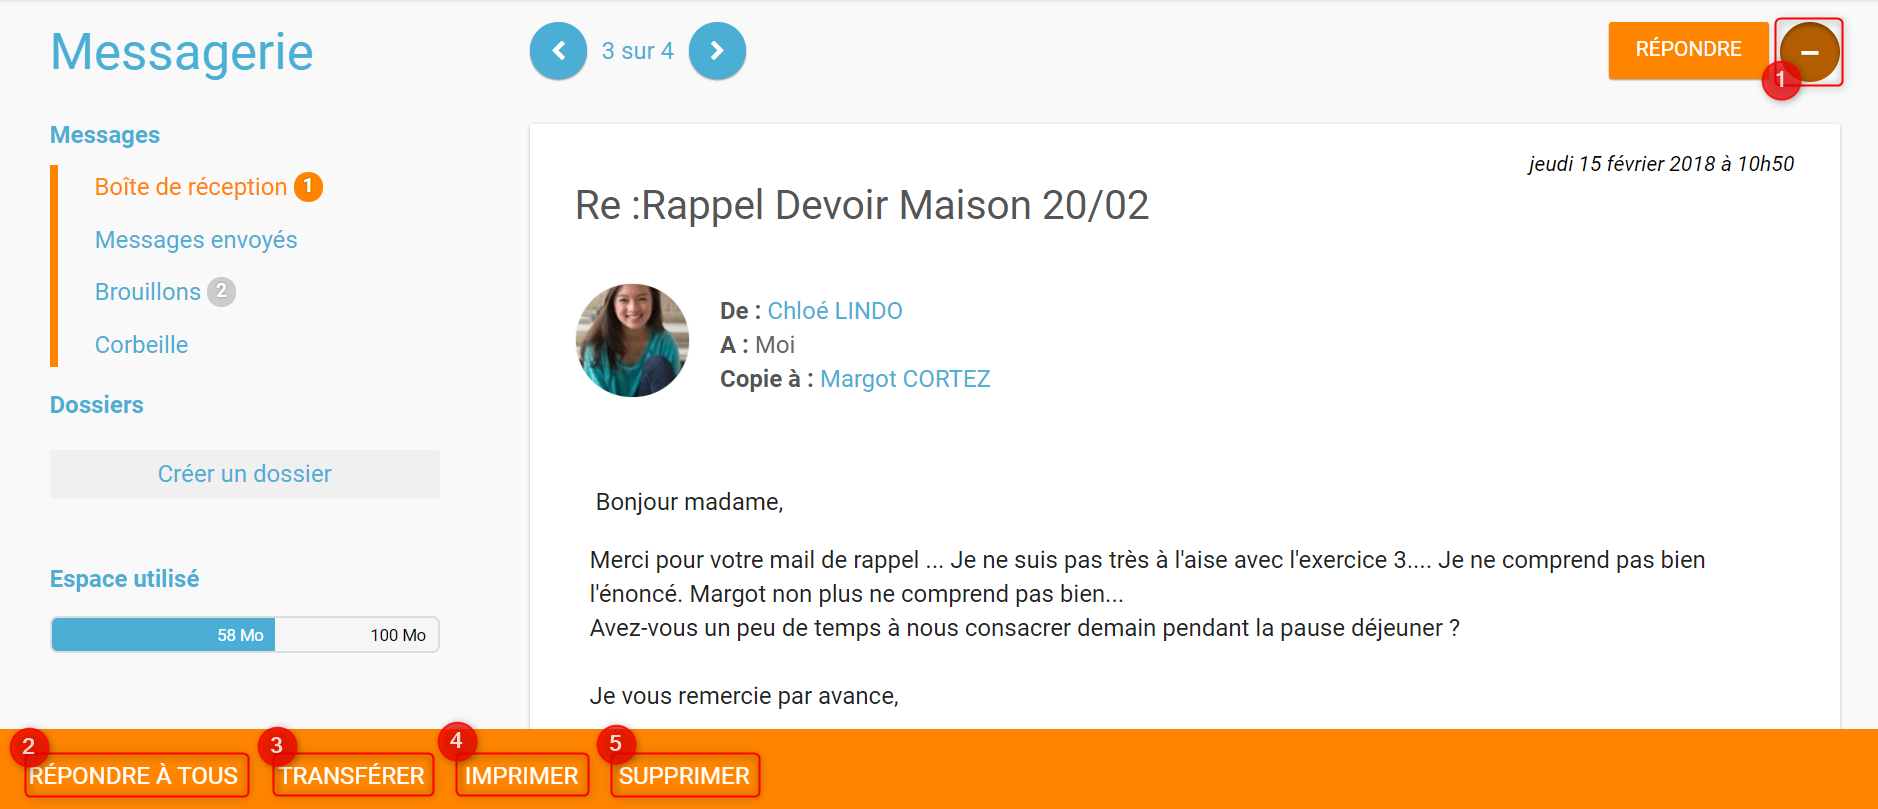 Messagerie
3 sur 4
RÉPONDRE
1
Messages
Boîte de réception 1
Messages envoyés
Brouillons 2
Corbeille
Dossiers
Créer un dossier
Espace utilisé
58 Mo 100 Mo
jeudi 15 février 2018 à 10h50
Re :Rappel Devoir Maison 20/02
De : Chloé LINDO
A : Moi
Copie à : Margot CORTEZ
Bonjour madame,
Merci pour votre mail de rappel ... Je ne suis pas très à l'aise avec l'exercice 3.... Je ne comprend pas bien
l'énoncé. Margot non plus ne comprend pas bien...
Avez-vous un peu de temps à nous consacrer demain pendant la pause déjeuner ?
Je vous remercie par avance,
2 RÉPONDRE À TOUS
3 TRANSFÉRER
4 IMPRIMER
5 SUPPRIMER